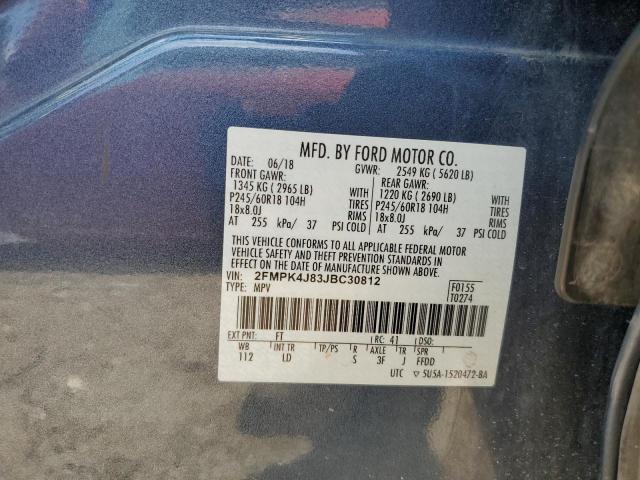 MFD. BY FORD MOTOR CO.
DATE: 06/18 GVWR: 2549 KG ( 5620 LB)
FRONT GAWR: REAR GAWR:
1345 KG ( 2965 LB) WITH 1220 KG ( 2690 LB) WITH
P245/60R18 104H TIRES P245/60R18 104H TIRES
18x8.0J RIMS 18x8.0J RIMS
AT 255 kPa/ 37 PSI COLD AT 255 kPa/ 37 PSI COLD
THIS VEHICLE CONFORMS TO ALL APPLICABLE FEDERAL MOTOR
VEHICLE SAFETY AND THEFT PREVENTION STANDARDS IN
EFFECT ON THE DATE OF MANUFACTURE SHOWN ABOVE.
VIN: 2FMPK4J83JBC30812 F0155
TYPE: MPV T0274
EXT PNT: FT RC: 41 DSO:
WB INT TR TP/PS R AXLE TR SPR
112 LD S 3F J FFDD
UTC ▽ 5U5A-1520472-BA